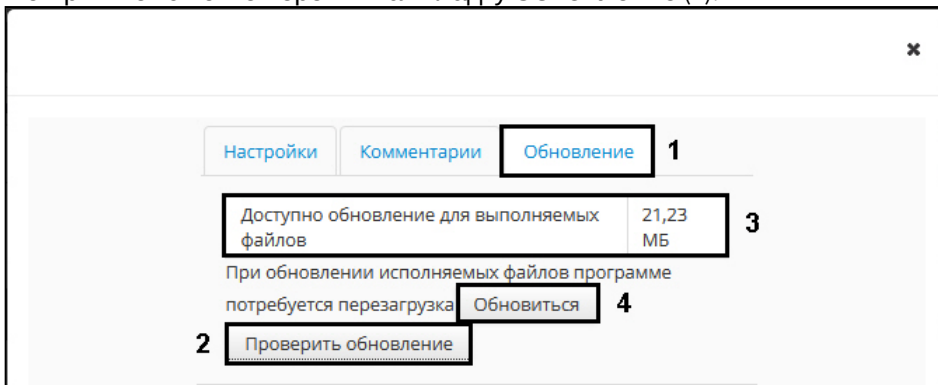 ×
Настройки Комментарии Обновление 1
Доступно обновление для выполняемых 21,23
файлов МБ 3
При обновлении исполняемых файлов программе
потребуется перезагрузка Обновиться 4
2 Проверить обновление